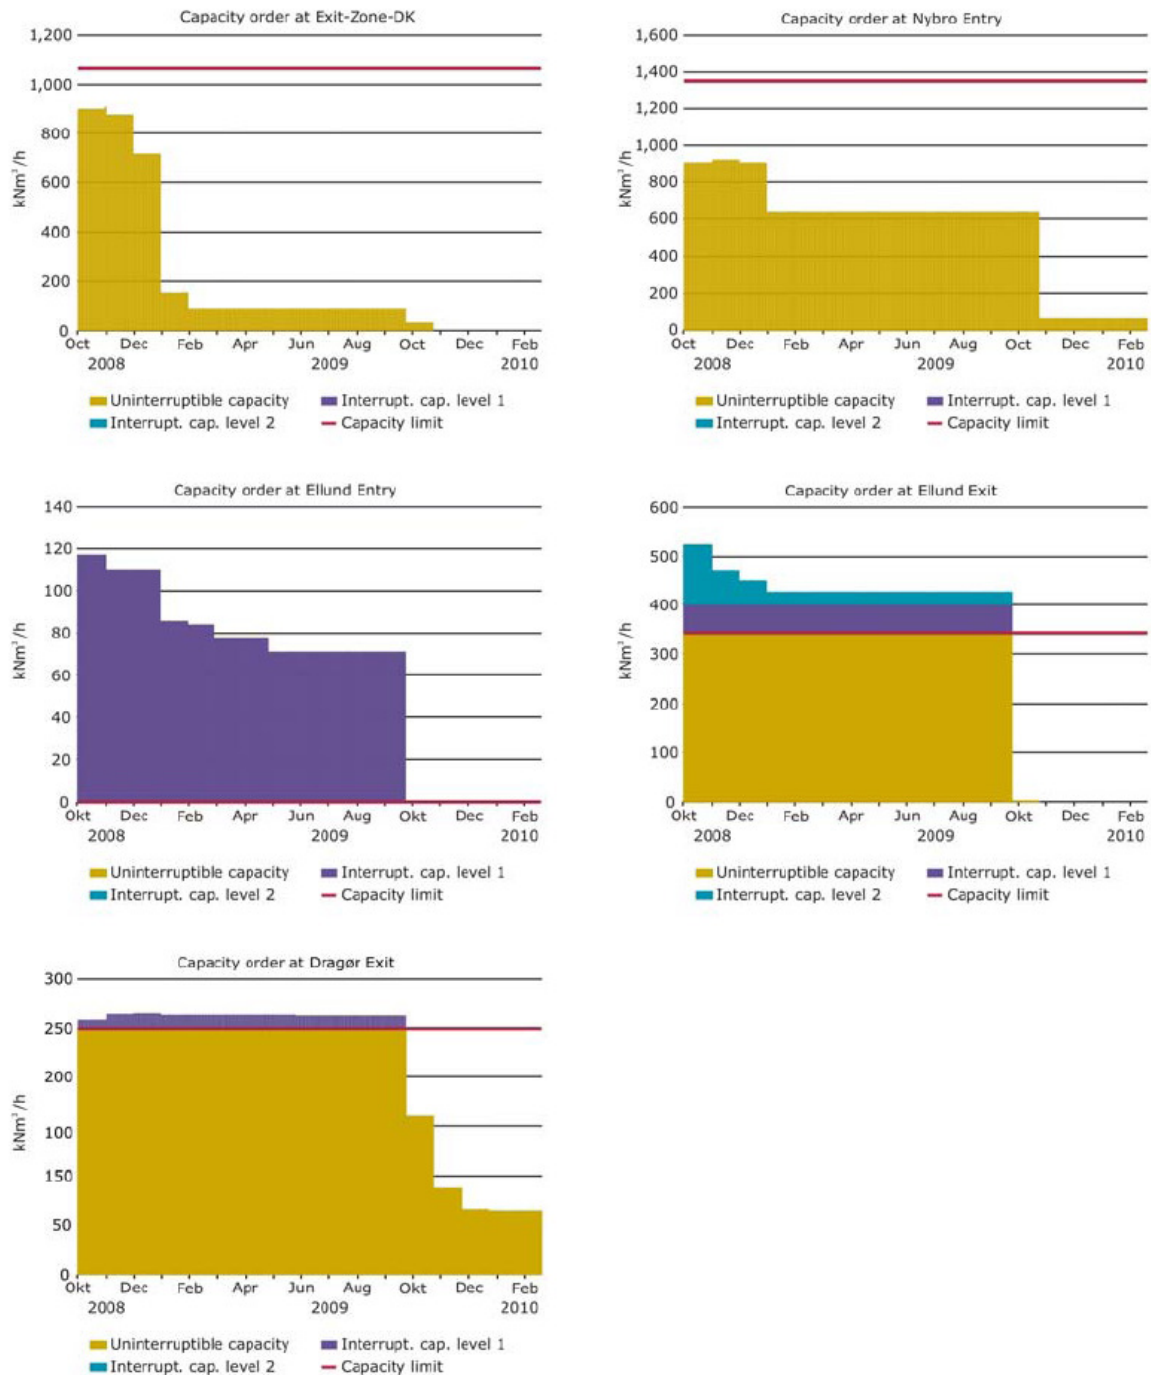 Capacity order at Exit-Zone-DK
1,200
1,000
800
600
400
200
0
kNm³/h
Oct Dec Feb Apr Jun Aug Oct Dec Feb
2008 2009 2010
Uninterruptible capacity Interrupt. cap. level 1
Interrupt. cap. level 2 Capacity limit
Capacity order at Nybro Entry
1,600
1,400
1,200
1,000
800
600
400
200
0
kNm³/h
Oct Dec Feb Apr Jun Aug Oct Dec Feb
2008 2009 2010
Uninterruptible capacity Interrupt. cap. level 1
Interrupt. cap. level 2 Capacity limit
Capacity order at Ellund Entry
140
120
100
80
60
40
20
0
kNm³/h
Okt Dec Feb Apr Jun Aug Okt Dec Feb
2008 2009 2010
Uninterruptible capacity Interrupt. cap. level 1
Interrupt. cap. level 2 Capacity limit
Capacity order at Ellund Exit
600
500
400
300
200
100
0
kNm³/h
Okt Dec Feb Apr Jun Aug Okt Dec Feb
2008 2009 2010
Uninterruptible capacity Interrupt. cap. level 1
Interrupt. cap. level 2 Capacity limit
Capacity order at Dragør Exit
300
250
200
100
150
50
0
kNm³/h
Okt Dec Feb Apr Jun Aug Okt Dec Feb
2008 2009 2010
Uninterruptible capacity Interrupt. cap. level 1
Interrupt. cap. level 2 Capacity limit